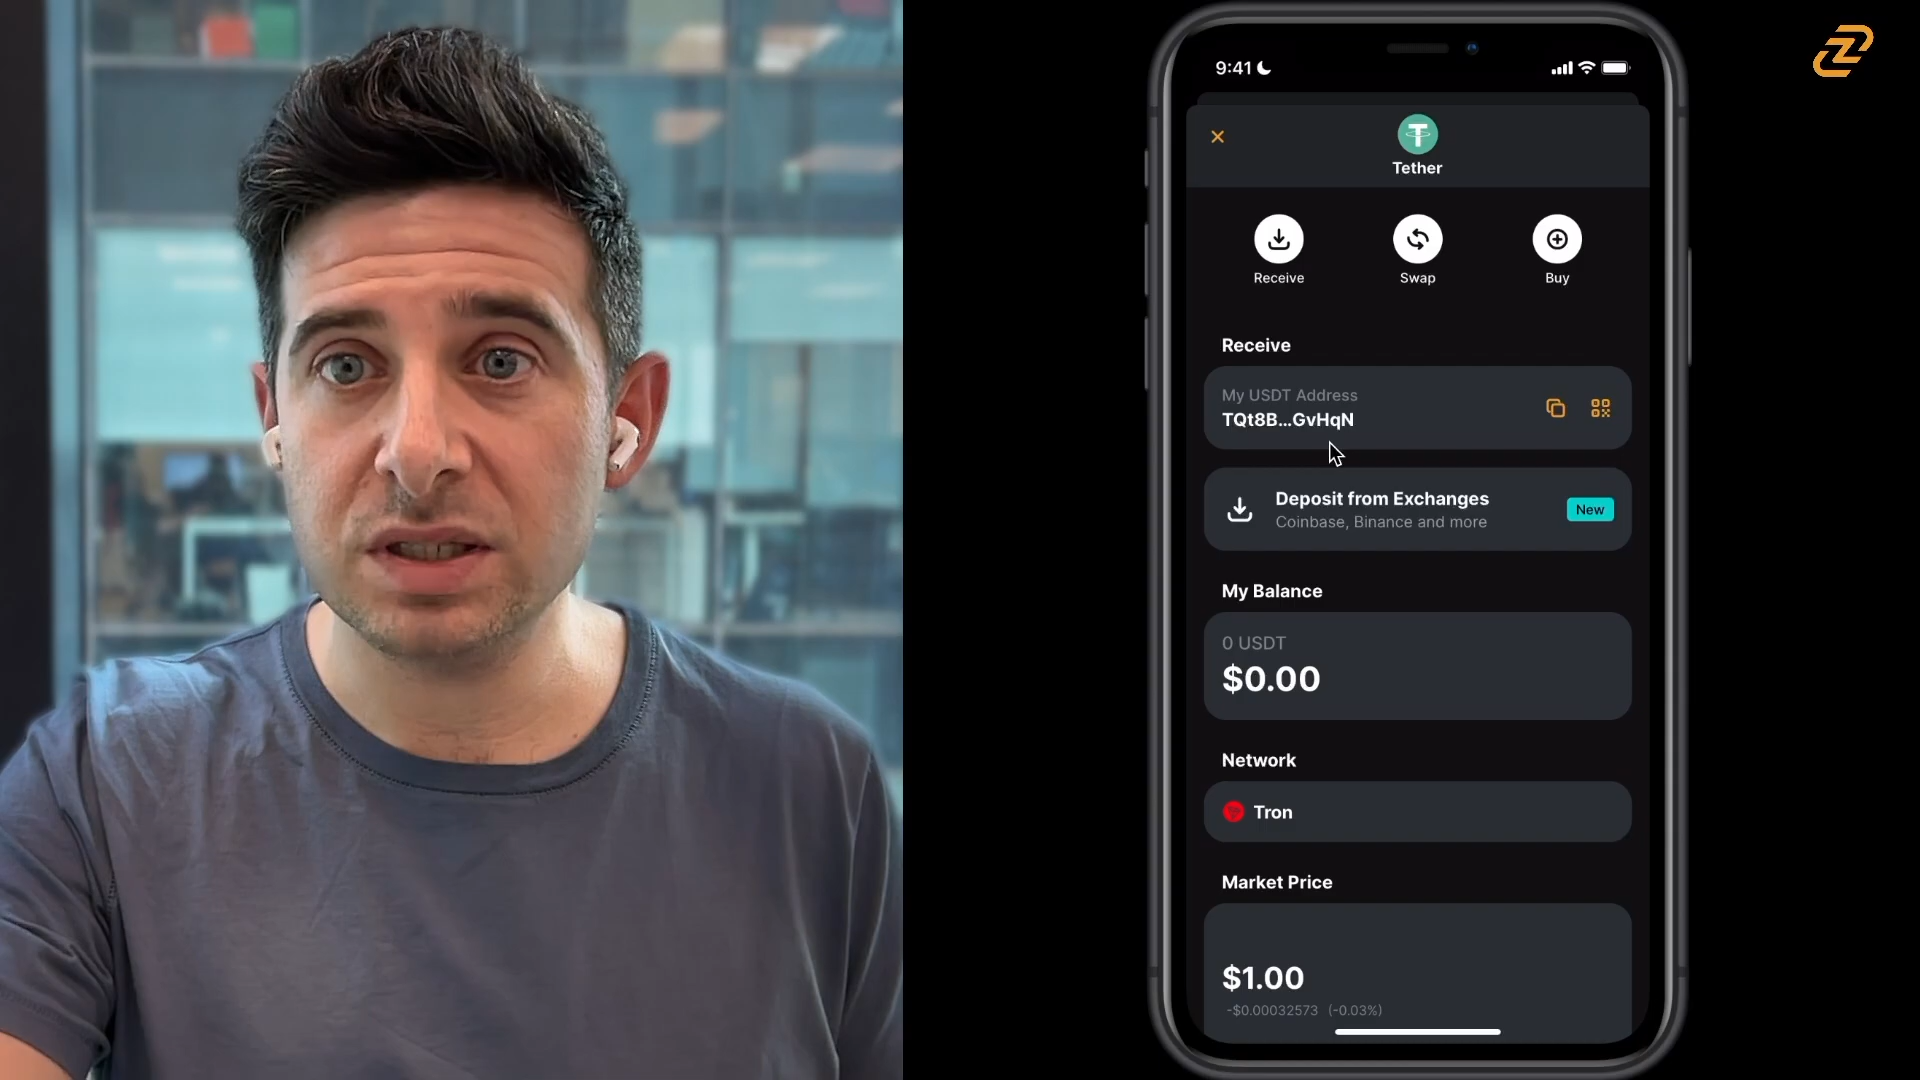 9:41
Tether
Receive
Swap
Buy
Receive
My USDT Address
TQt8B...GvHqN
Deposit from Exchanges
Coinbase, Binance and more
New
My Balance
0 USDT
$0.00
Network
Tron
Market Price
$1.00
-$0.00032573 (-0.03%)